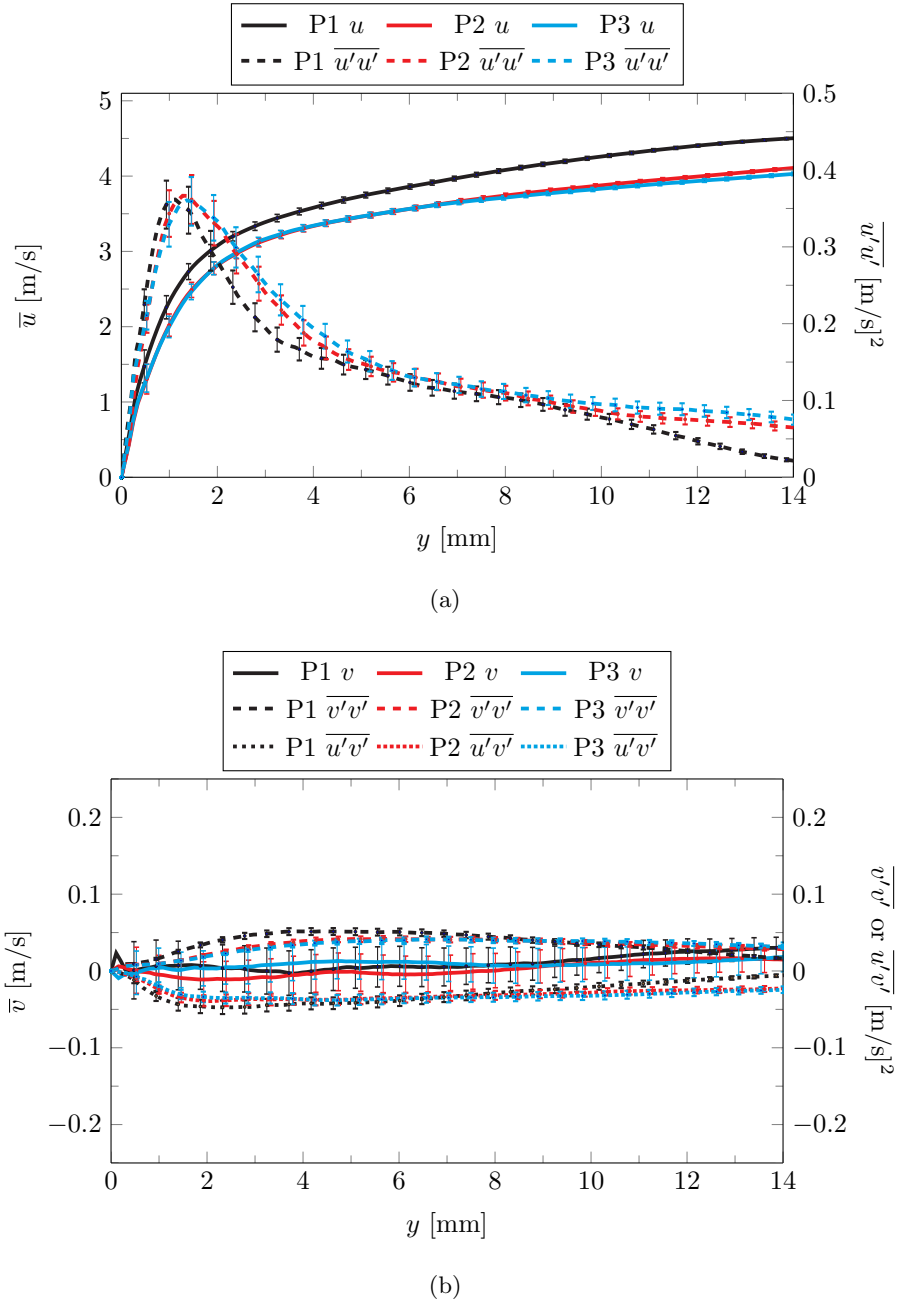 P1 u P2 u P3 u
P1 u′u′ P2 u′u′ P3 u′u′
5
4
3
2
1
0
u̅ [m/s]
0.5
0.4
0.3
0.2
0.1
0
u′u′ [m/s]²
0 2 4 6 8 10 12 14
y [mm]
(a)
P1 v P2 v P3 v
P1 v′v′ P2 v′v′ P3 v′v′
P1 u′v′ P2 u′v′ P3 u′v′
0.2
0.1
0
−0.1
−0.2
v̅ [m/s]
0.2
0.1
0
−0.1
−0.2
v′v′ or u′v′ [m/s]²
0 2 4 6 8 10 12 14
y [mm]
(b)